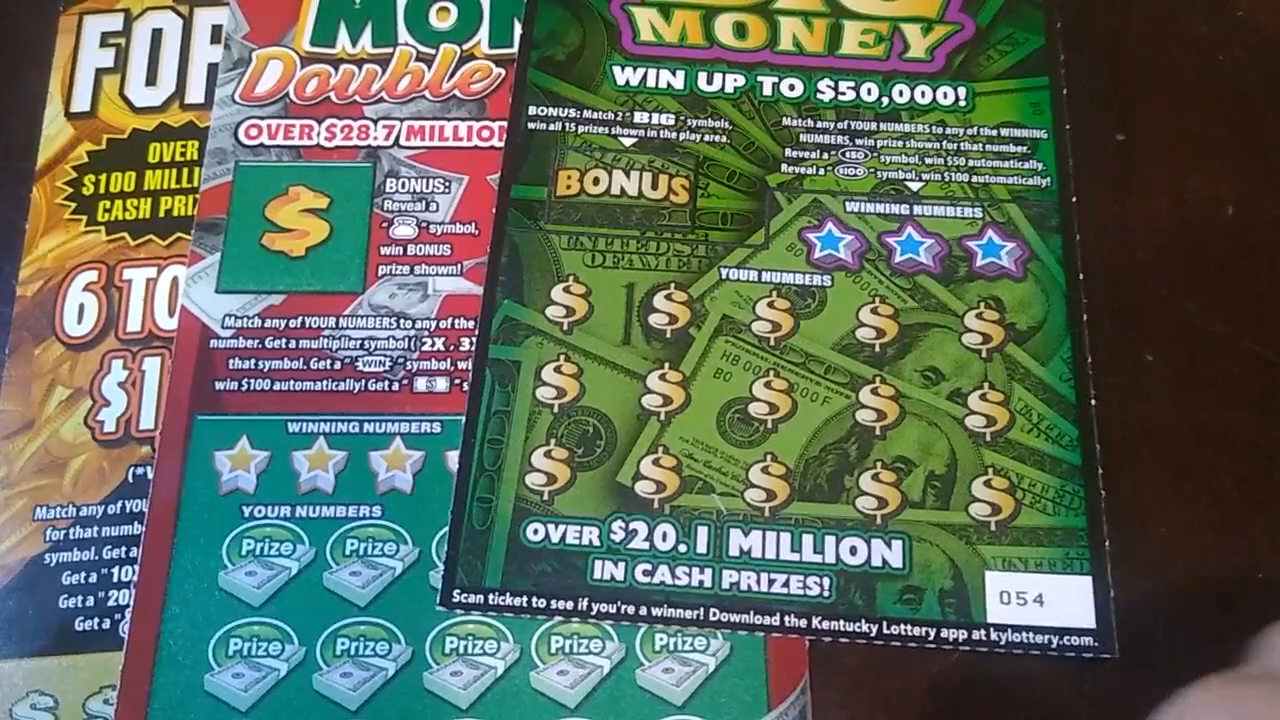 FOR
OVER
$100 MILLI
CASH PRI
6 TO
$1
Match any of YOU
for that numb
symbol. Get a
Get a "10X
Get a "20
Get a "
MON
Double
OVER $28.7 MILLION
$
BONUS:
Reveal a
" " symbol,
win BONUS
prize shown!
Match any of YOUR NUMBERS to any of the
number. Get a multiplier symbol ( 2X , 3X
that symbol. Get a " WIN " symbol, wi
win $100 automatically! Get a " $ " s
WINNING NUMBERS
YOUR NUMBERS
Prize Prize
Prize Prize Prize Prize Prize
BIG
MONEY
WIN UP TO $50,000!
BONUS: Match 2 " BIG " symbols,
win all 15 prizes shown in the play area.
BONUS
Match any of YOUR NUMBERS to any of the WINNING
NUMBERS, win prize shown for that number.
Reveal a " $50 " symbol, win $50 automatically.
Reveal a " $100 " symbol, win $100 automatically!
WINNING NUMBERS
YOUR NUMBERS
$ $ $ $ $
$ $ $ $ $
$ $ $ $ $
OVER $20.1 MILLION
IN CASH PRIZES!
054
Scan ticket to see if you're a winner! Download the Kentucky Lottery app at kylottery.com.